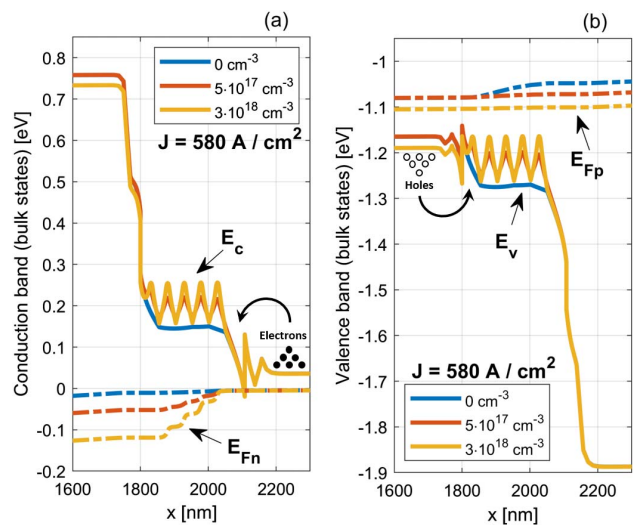 (a)
Conduction band (bulk states) [eV]
0.8
0.7
0.6
0.5
0.4
0.3
0.2
0.1
0
-0.1
-0.2
0 cm⁻³
5·10¹⁷ cm⁻³
3·10¹⁸ cm⁻³
J = 580 A / cm²
E_c
Electrons
E_Fn
1600 1800 2000 2200
x [nm]
(b)
Valence band (bulk states) [eV]
-1
-1.1
-1.2
-1.3
-1.4
-1.5
-1.6
-1.7
-1.8
-1.9
E_Fp
Holes
E_v
J = 580 A / cm²
0 cm⁻³
5·10¹⁷ cm⁻³
3·10¹⁸ cm⁻³
1600 1800 2000 2200
x [nm]